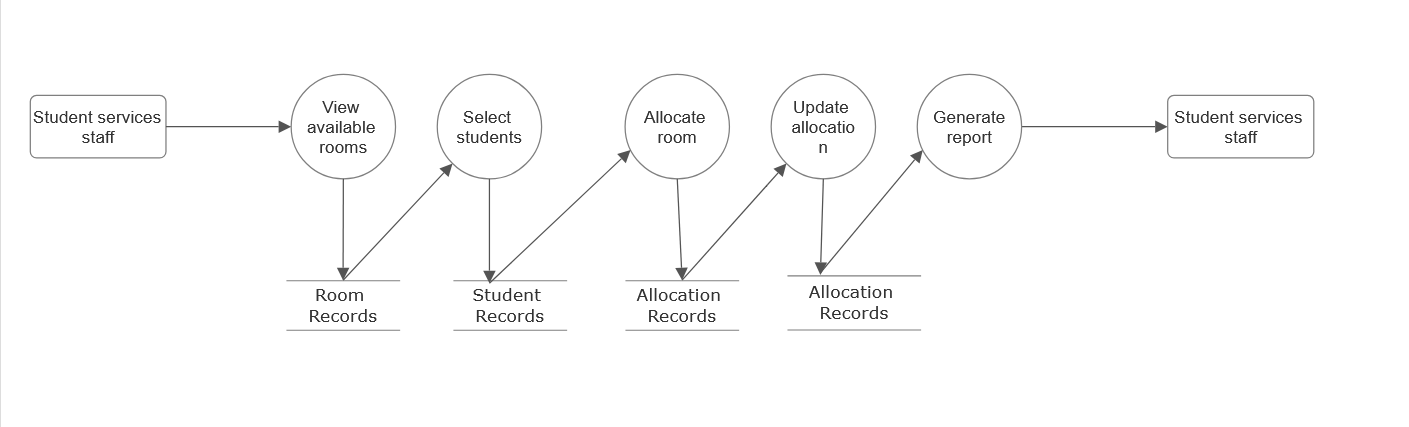 Student services
staff
View
available
rooms
Select
students
Allocate
room
Update
allocatio
n
Generate
report
Student services
staff
Room
Records
Student
Records
Allocation
Records
Allocation
Records